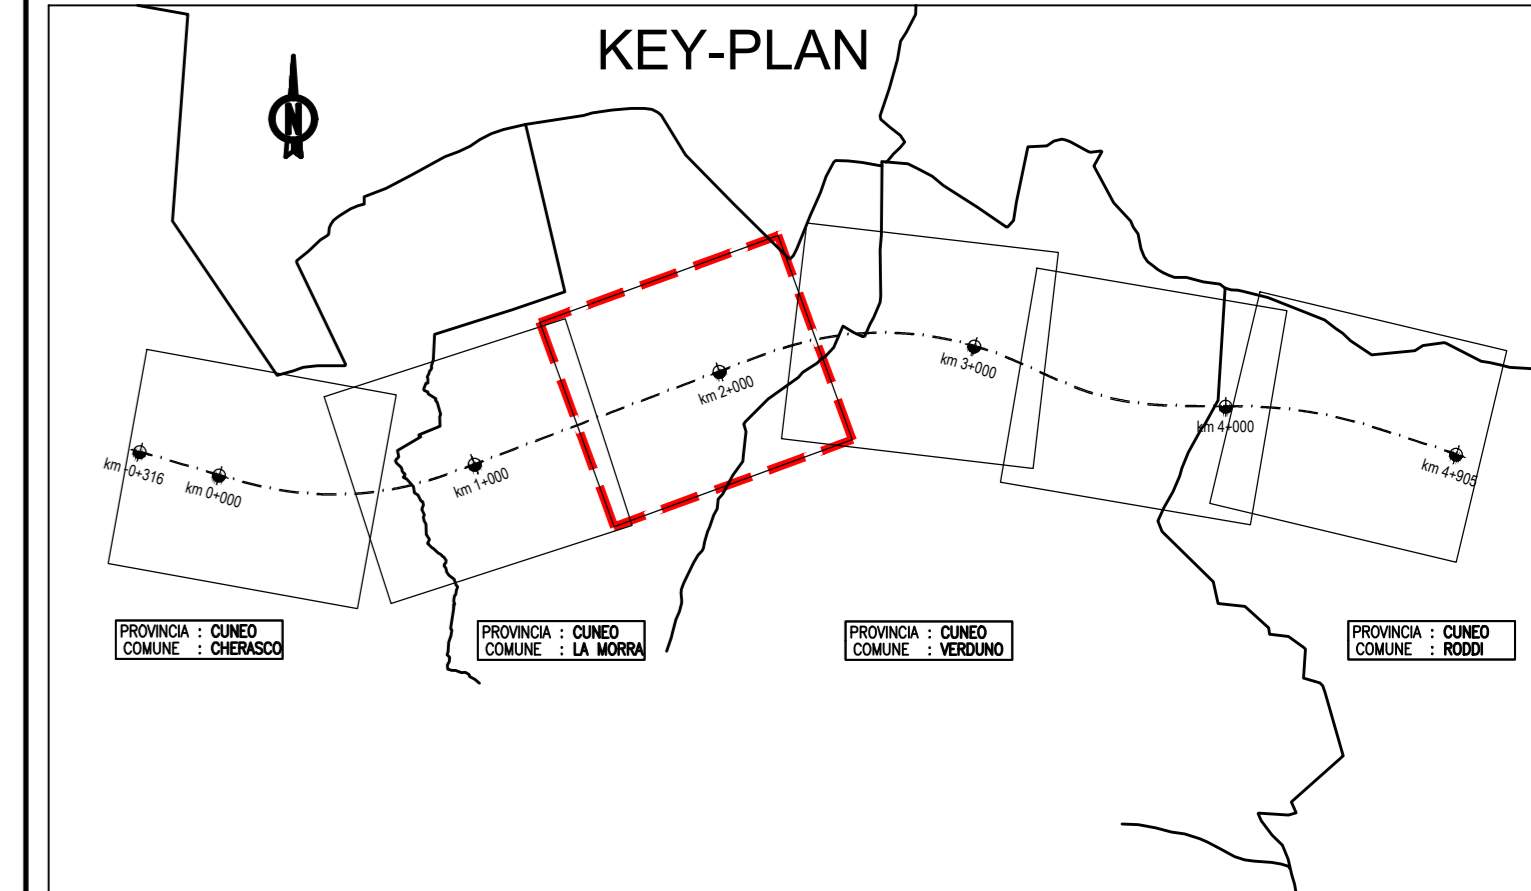 KEY-PLAN
N
km 3+000
km 2+000
km 4+000
km -0+316
km 0+000
km 1+000
km 4+905
PROVINCIA : CUNEO
COMUNE : CHERASCO
PROVINCIA : CUNEO
COMUNE : LA MORRA
PROVINCIA : CUNEO
COMUNE : VERDUNO
PROVINCIA : CUNEO
COMUNE : RODDI